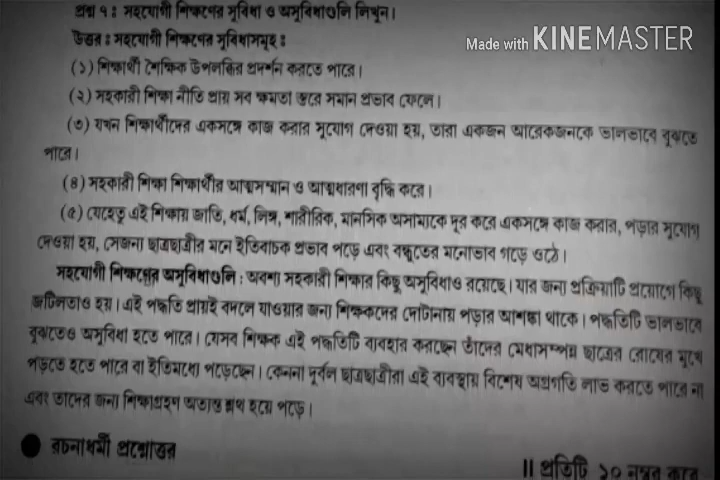 প্রশ্ন ৭ : সহযোগী শিক্ষণের সুবিধা ও অসুবিধাগুলি লিখুন।
Made with KINEMASTER
উত্তর : সহযোগী শিক্ষণের সুবিধাসমূহ :
(১) শিক্ষার্থী শৈক্ষিক উপলব্ধির প্রদর্শন করতে পারে।
(২) সহকারী শিক্ষা নীতি প্রায় সব ক্ষমতা স্তরে সমান প্রভাব ফেলে।
(৩) যখন শিক্ষার্থীদের একসঙ্গে কাজ করার সুযোগ দেওয়া হয়, তারা একজন আরেকজনকে ভালভাবে বুঝতে
পারে।
(৪) সহকারী শিক্ষা শিক্ষার্থীর আত্মসম্মান ও আত্মধারণা বৃদ্ধি করে।
(৫) যেহেতু এই শিক্ষায় জাতি, ধর্ম, লিঙ্গ, শারীরিক, মানসিক অসাম্যকে দূর করে একসঙ্গে কাজ করার, পড়ার সুযোগ
দেওয়া হয়, সেজন্য ছাত্রছাত্রীর মনে ইতিবাচক প্রভাব পড়ে এবং বন্ধুত্বের মনোভাব গড়ে ওঠে।
সহযোগী শিক্ষণের অসুবিধাগুলি : অবশ্য সহকারী শিক্ষার কিছু অসুবিধাও রয়েছে। যার জন্য প্রক্রিয়াটি প্রয়োগে কিছু
জটিলতাও হয়। এই পদ্ধতি প্রায়ই বদলে যাওয়ার জন্য শিক্ষকদের দোটানায় পড়ার আশঙ্কা থাকে। পদ্ধতিটি ভালভাবে
বুঝতেও অসুবিধা হতে পারে। যেসব শিক্ষক এই পদ্ধতিটি ব্যবহার করছেন তাঁদের মেধাসম্পন্ন ছাত্রের রোষের মুখে
পড়তে হতে পারে বা ইতিমধ্যে পড়েছেন। কেননা দুর্বল ছাত্রছাত্রীরা এই ব্যবস্থায় বিশেষ অগ্রগতি লাভ করতে পারে না
এবং তাদের জন্য শিক্ষাগ্রহণ অত্যন্ত শ্লথ হয়ে পড়ে।
রচনাধর্মী প্রশ্নোত্তর
॥ প্রতিটি ১০ নম্বর করে